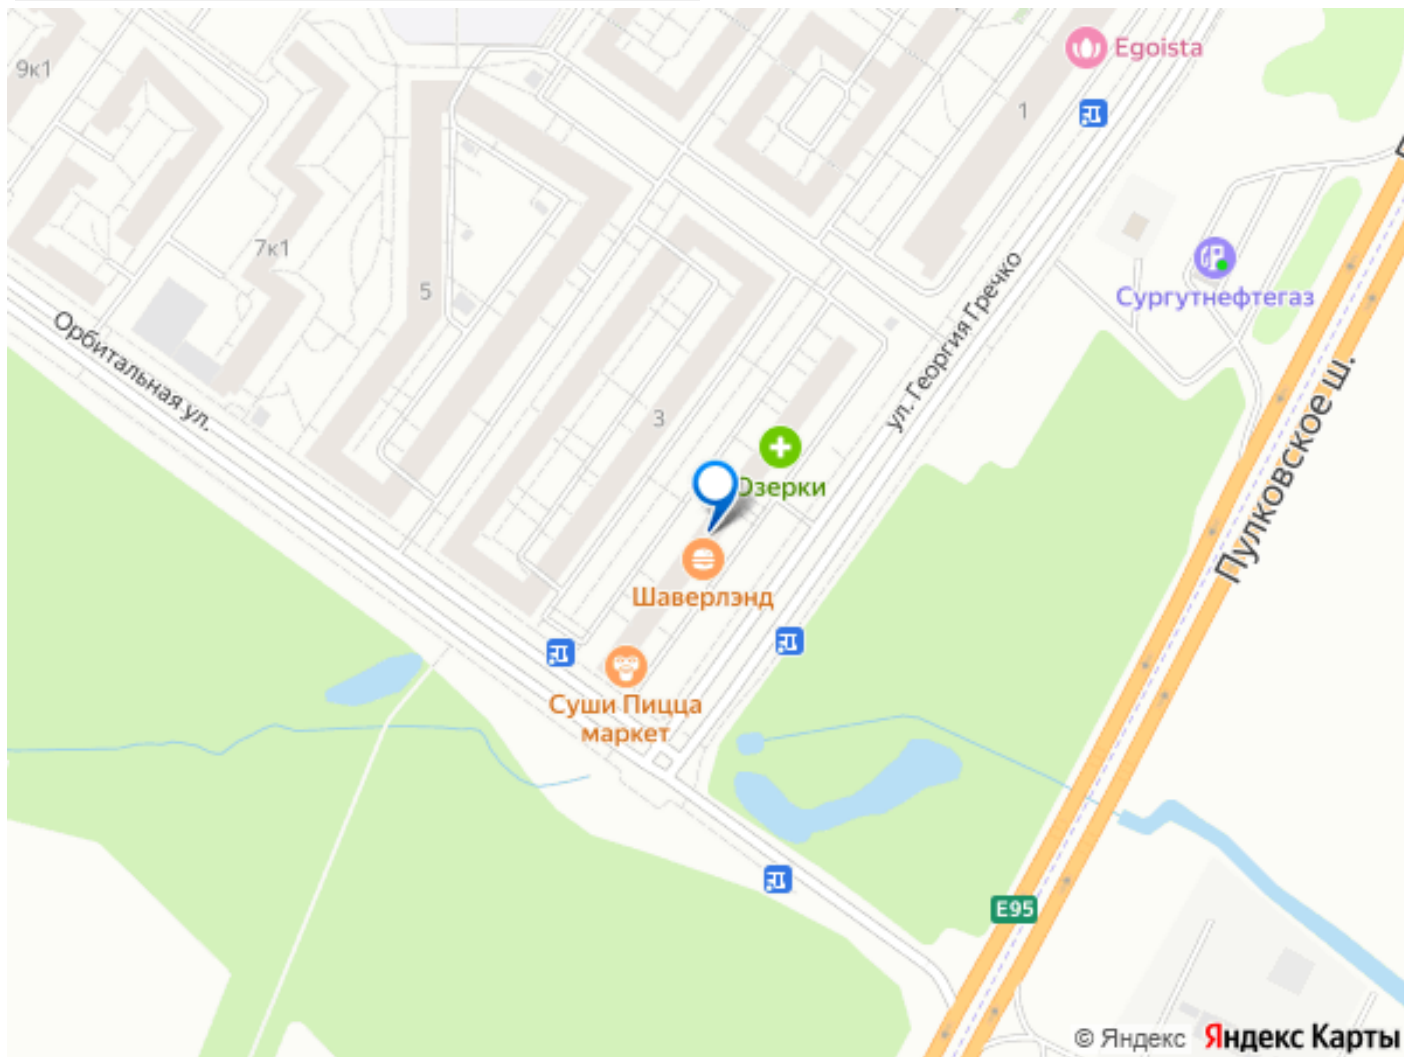 9к1
Egoista
1
7к1
Сургутнефтегаз
5
ул. Георгия Гречко
Орбитальная ул.
Пулковское ш.
3
Озерки
Шаверлэнд
Суши Пицца
маркет
E95
© Яндекс Яндекс Карты